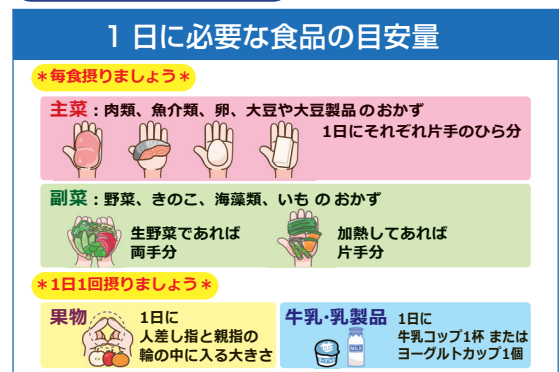 1日に必要な食品の目安量
＊毎食摂りましょう＊
主菜：肉類、魚介類、卵、大豆や大豆製品のおかず
1日にそれぞれ片手のひら分
副菜：野菜、きのこ、海藻類、いも のおかず
生野菜であれば
両手分
加熱してあれば
片手分
＊1日1回摂りましょう＊
果物
1日に
人差し指と親指の
輪の中に入る大きさ
牛乳・乳製品
1日に
牛乳コップ1杯 または
ヨーグルトカップ1個
MILK